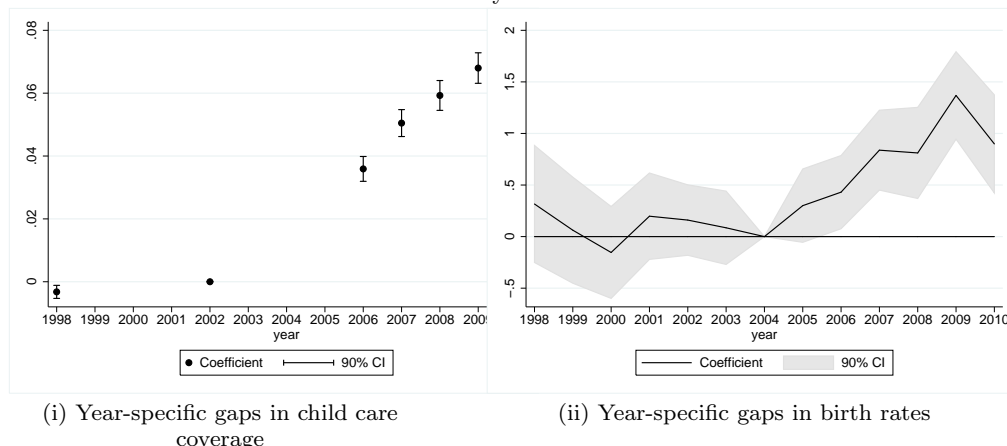 y
.08
.06
.04
.02
0
1998 1999 2000 2001 2002 2003 2004 2005 2006 2007 2008 200
year
Coefficient 90% CI
(i) Year-specific gaps in child care
coverage
2
1.5
1
.5
0
-.5
1998 1999 2000 2001 2002 2003 2004 2005 2006 2007 2008 2009 2010
year
Coefficient 90% CI
(ii) Year-specific gaps in birth rates